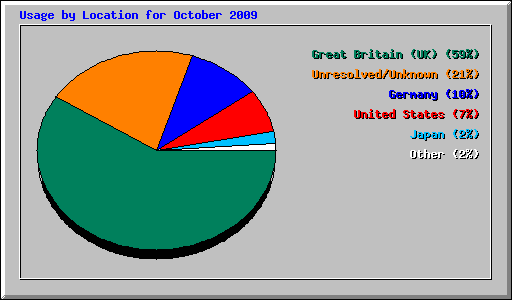 Usage by Location for October 2009
Great Britain (UK) (59%)
Unresolved/Unknown (21%)
Germany (10%)
United States (7%)
Japan (2%)
Other (2%)